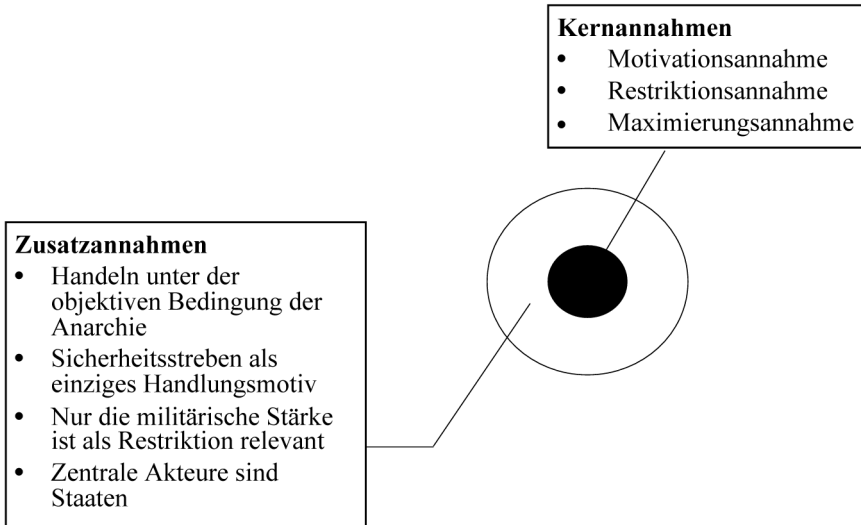 Kernannahmen
• Motivationsannahme
• Restriktionsannahme
• Maximierungsannahme
Zusatzannahmen
• Handeln unter der
objektiven Bedingung der
Anarchie
• Sicherheitsstreben als
einziges Handlungsmotiv
• Nur die militärische Stärke
ist als Restriktion relevant
• Zentrale Akteure sind
Staaten